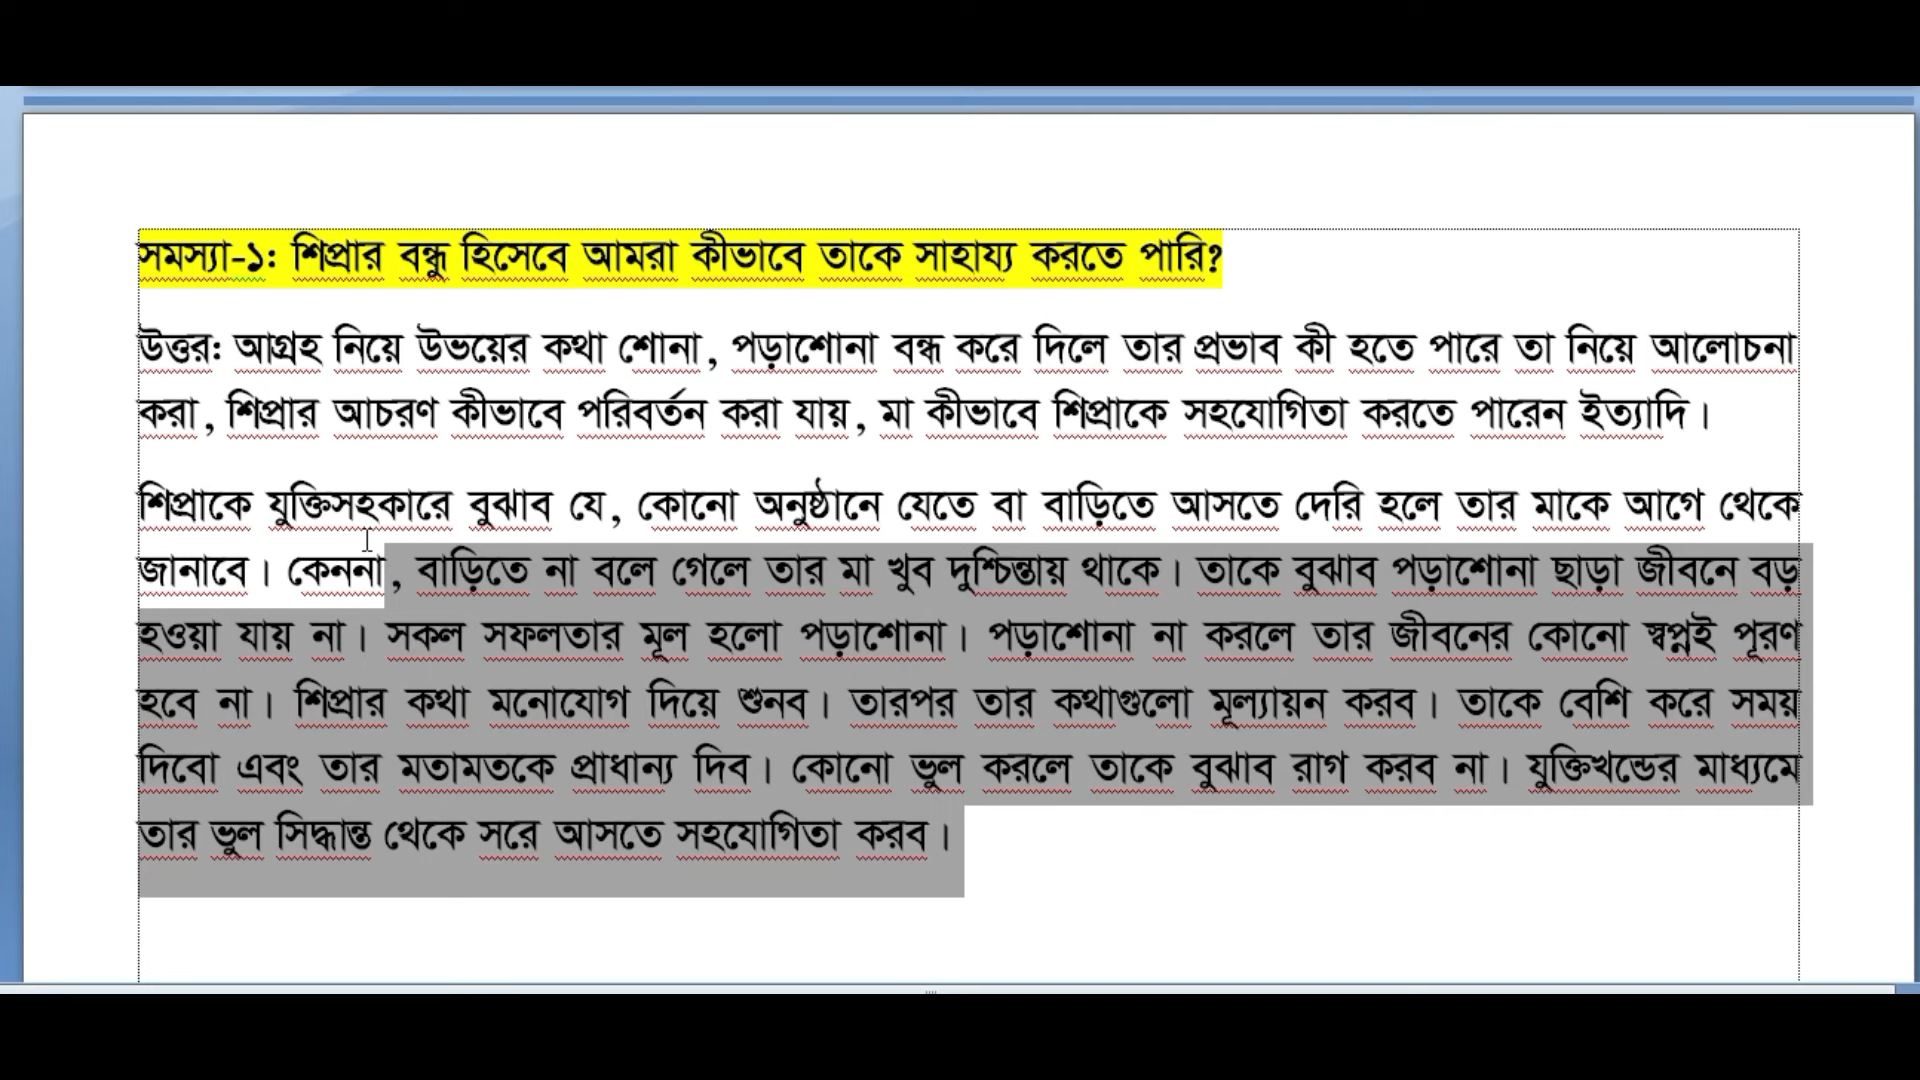 সমস্যা-১: শিপ্রার বন্ধু হিসেবে আমরা কীভাবে তাকে সাহায্য করতে পারি?
উত্তর: আগ্রহ নিয়ে উভয়ের কথা শোনা, পড়াশোনা বন্ধ করে দিলে তার প্রভাব কী হতে পারে তা নিয়ে আলোচনা
করা, শিপ্রার আচরণ কীভাবে পরিবর্তন করা যায়, মা কীভাবে শিপ্রাকে সহযোগিতা করতে পারেন ইত্যাদি।
শিপ্রাকে যুক্তিসহকারে বুঝাব যে, কোনো অনুষ্ঠানে যেতে বা বাড়িতে আসতে দেরি হলে তার মাকে আগে থেকে
জানাবে। কেননা, বাড়িতে না বলে গেলে তার মা খুব দুশ্চিন্তায় থাকে। তাকে বুঝাব পড়াশোনা ছাড়া জীবনে বড়
হওয়া যায় না। সকল সফলতার মূল হলো পড়াশোনা। পড়াশোনা না করলে তার জীবনের কোনো স্বপ্নই পূরণ
হবে না। শিপ্রার কথা মনোযোগ দিয়ে শুনব। তারপর তার কথাগুলো মূল্যায়ন করব। তাকে বেশি করে সময়
দিবো এবং তার মতামতকে প্রাধান্য দিব। কোনো ভুল করলে তাকে বুঝাব রাগ করব না। যুক্তিখন্ডের মাধ্যমে
তার ভুল সিদ্ধান্ত থেকে সরে আসতে সহযোগিতা করব।